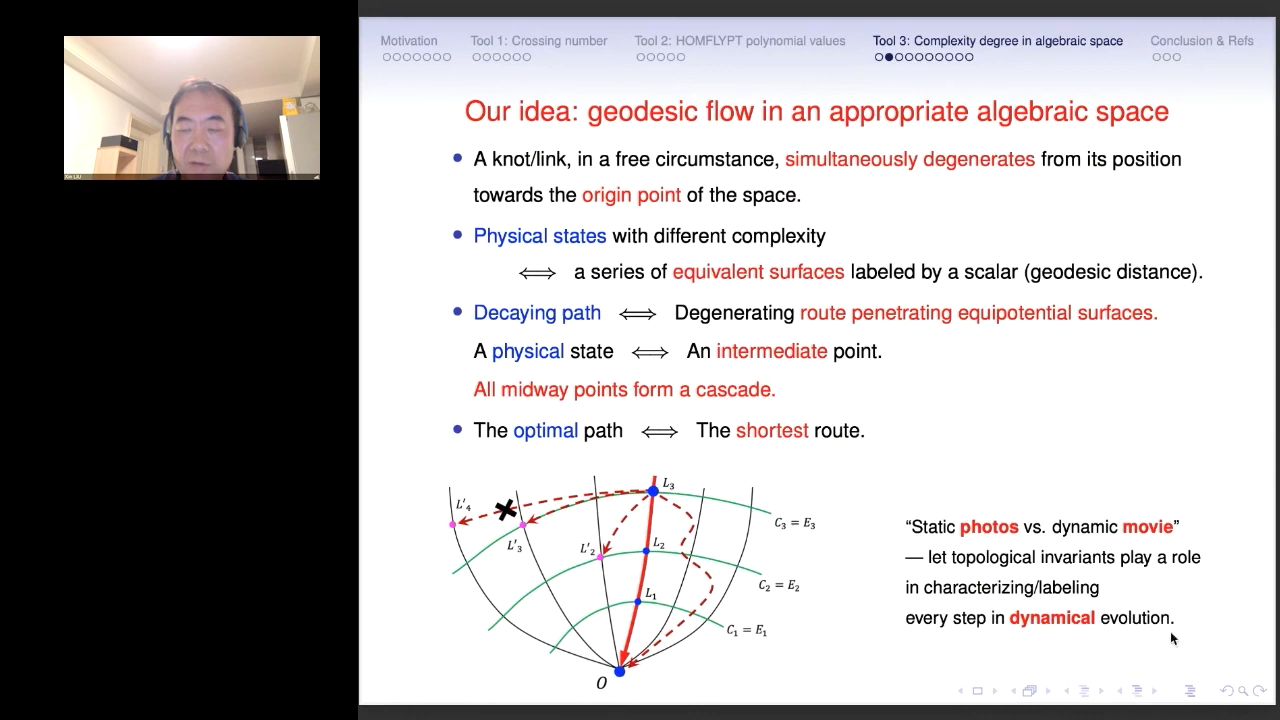 Motivation Tool 1: Crossing number Tool 2: HOMFLYPT polynomial values Tool 3: Complexity degree in algebraic space Conclusion & Refs
Our idea: geodesic flow in an appropriate algebraic space
A knot/link, in a free circumstance, simultaneously degenerates from its position
towards the origin point of the space.
Physical states with different complexity
⟺ a series of equivalent surfaces labeled by a scalar (geodesic distance).
Decaying path ⟺ Degenerating route penetrating equipotential surfaces.
A physical state ⟺ An intermediate point.
All midway points form a cascade.
The optimal path ⟺ The shortest route.
L₃
L'₄
C₃ = E₃
L'₃
L'₂
L₂
C₂ = E₂
L₁
C₁ = E₁
O
“Static photos vs. dynamic movie”
— let topological invariants play a role
in characterizing/labeling
every step in dynamical evolution.
Xin LIU